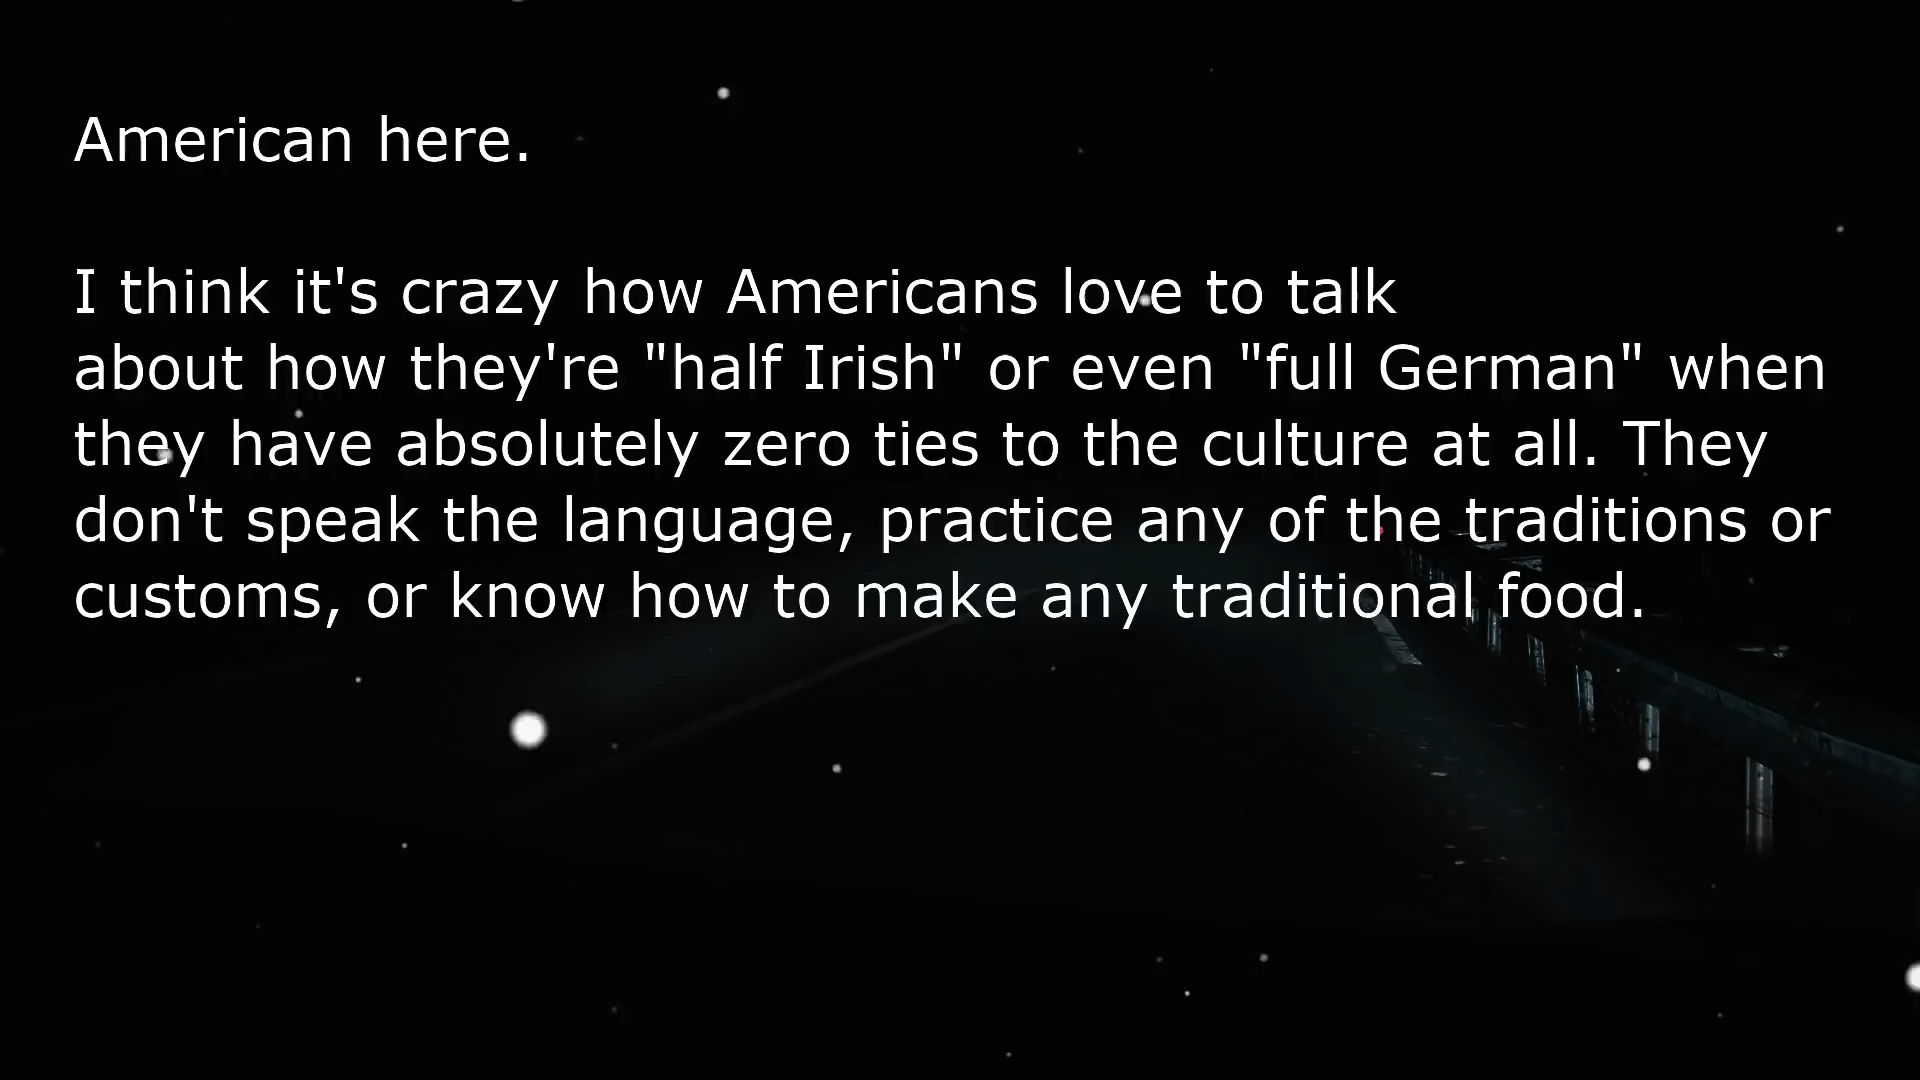 American here.
I think it's crazy how Americans love to talk
about how they're "half Irish" or even "full German" when
they have absolutely zero ties to the culture at all. They
don't speak the language, practice any of the traditions or
customs, or know how to make any traditional food.